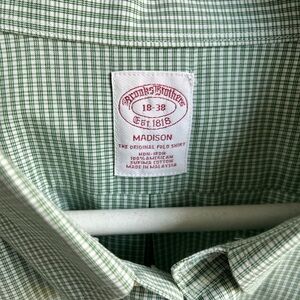 Brooks Brothers
18-38
Est. 1818
MADISON
THE ORIGINAL POLO SHIRT
NON-IRON
100% AMERICAN
SUPIMA COTTON
MADE IN MALAYSIA